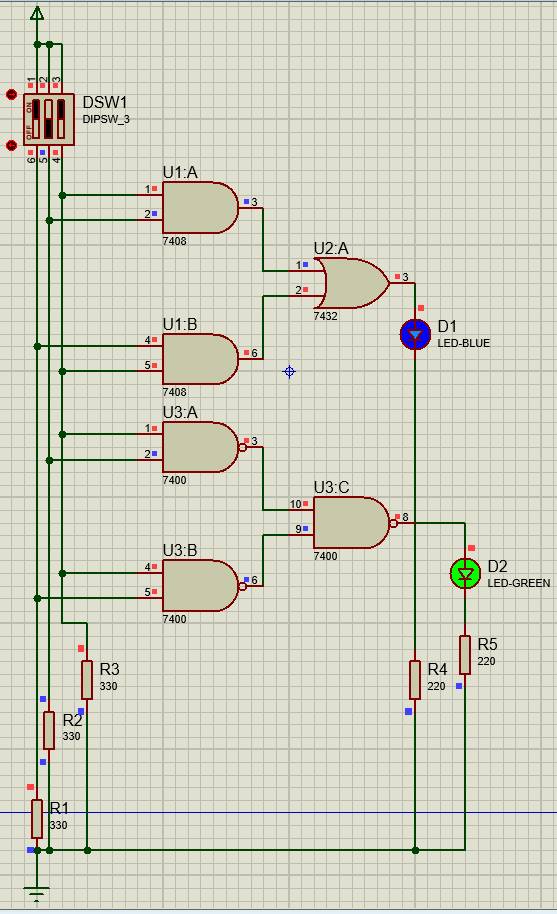 1 2 3
DSW1
DIPSW_3
ON
OFF
6 5 4
U1:A
1
2
3
7408
U2:A
1
2
3
7432
D1
LED-BLUE
U1:B
4
5
6
7408
U3:A
1
2
3
7400
U3:C
10
9
8
7400
U3:B
4
5
6
7400
D2
LED-GREEN
R5
220
R3
330
R4
220
R2
330
R1
330